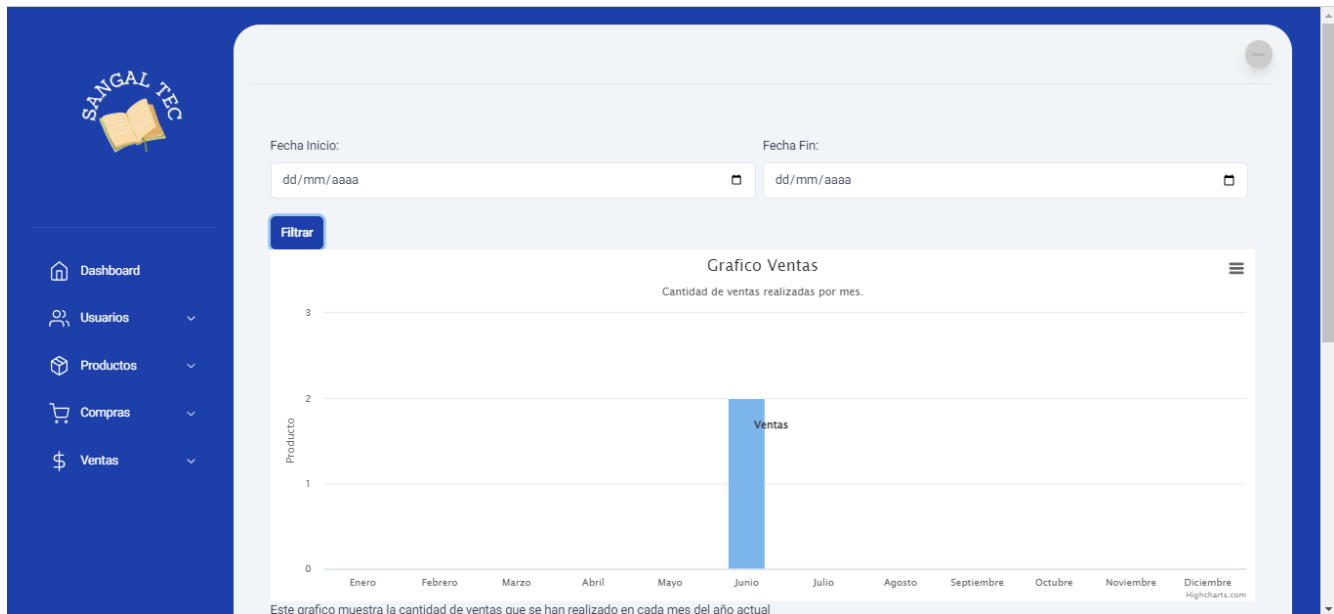 SANGAL TEC
Fecha Inicio:
Fecha Fin:
dd/mm/aaaa
dd/mm/aaaa
Filtrar
Dashboard
Usuarios
Productos
Compras
Ventas
Grafico Ventas
Cantidad de ventas realizadas por mes.
Producto
3
2
1
0
Ventas
Enero
Febrero
Marzo
Abril
Mayo
Junio
Julio
Agosto
Septiembre
Octubre
Noviembre
Diciembre
Highcharts.com
Este grafico muestra la cantidad de ventas que se han realizado en cada mes del año actual